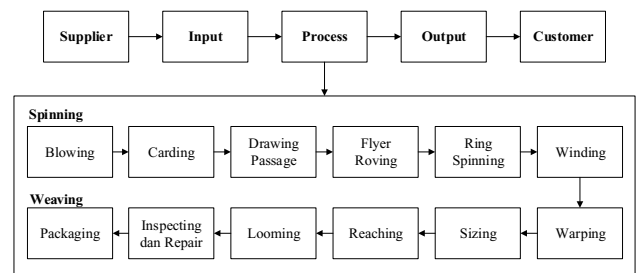 Supplier
Input
Process
Output
Customer
Spinning
Blowing
Carding
Drawing
Passage
Flyer
Roving
Ring
Spinning
Winding
Weaving
Packaging
Inspecting
dan Repair
Looming
Reaching
Sizing
Warping